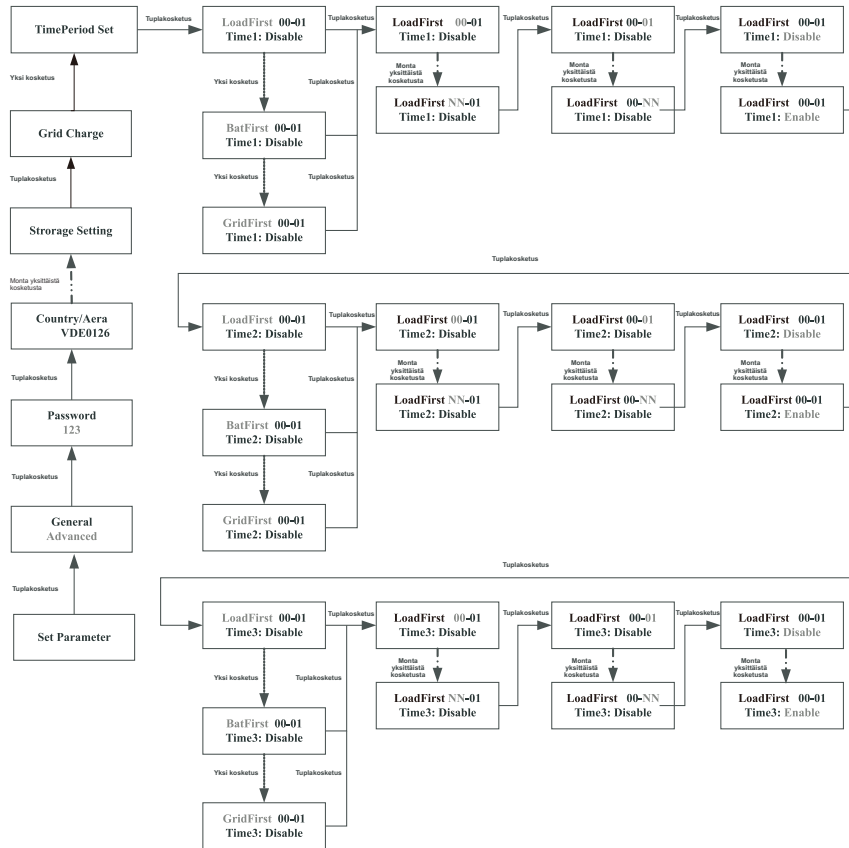 TimePeriod Set
Tuplakosketus
LoadFirst 00-01
Time1: Disable
Tuplakosketus
LoadFirst 00-01
Time1: Disable
Tuplakosketus
LoadFirst 00-01
Time1: Disable
Tuplakosketus
LoadFirst 00-01
Time1: Disable
Yksi kosketus
Yksi kosketus
Tuplakosketus
Monta
yksittäistä
kosketusta
Monta
yksittäistä
kosketusta
Monta
yksittäistä
kosketusta
LoadFirst NN-01
Time1: Disable
LoadFirst 00-NN
Time1: Disable
LoadFirst 00-01
Time1: Enable
Grid Charge
BatFirst 00-01
Time1: Disable
Tuplakosketus
Yksi kosketus
Tuplakosketus
Strorage Setting
GridFirst 00-01
Time1: Disable
Tuplakosketus
Monta yksittäistä
kosketusta
Country/Aera
VDE0126
LoadFirst 00-01
Time2: Disable
Tuplakosketus
LoadFirst 00-01
Time2: Disable
Tuplakosketus
LoadFirst 00-01
Time2: Disable
Tuplakosketus
LoadFirst 00-01
Time2: Disable
Tuplakosketus
Yksi kosketus
Tuplakosketus
Monta
yksittäistä
kosketusta
Monta
yksittäistä
kosketusta
Monta
yksittäistä
kosketusta
LoadFirst NN-01
Time2: Disable
LoadFirst 00-NN
Time2: Disable
LoadFirst 00-01
Time2: Enable
Password
123
BatFirst 00-01
Time2: Disable
Tuplakosketus
Yksi kosketus
Tuplakosketus
General
Advanced
GridFirst 00-01
Time2: Disable
Tuplakosketus
Tuplakosketus
Set Parameter
LoadFirst 00-01
Time3: Disable
Tuplakosketus
LoadFirst 00-01
Time3: Disable
Tuplakosketus
LoadFirst 00-01
Time3: Disable
Tuplakosketus
LoadFirst 00-01
Time3: Disable
Yksi kosketus
Tuplakosketus
Monta
yksittäistä
kosketusta
Monta
yksittäistä
kosketusta
Monta
yksittäistä
kosketusta
LoadFirst NN-01
Time3: Disable
LoadFirst 00-NN
Time3: Disable
LoadFirst 00-01
Time3: Enable
BatFirst 00-01
Time3: Disable
Yksi kosketus
Tuplakosketus
GridFirst 00-01
Time3: Disable